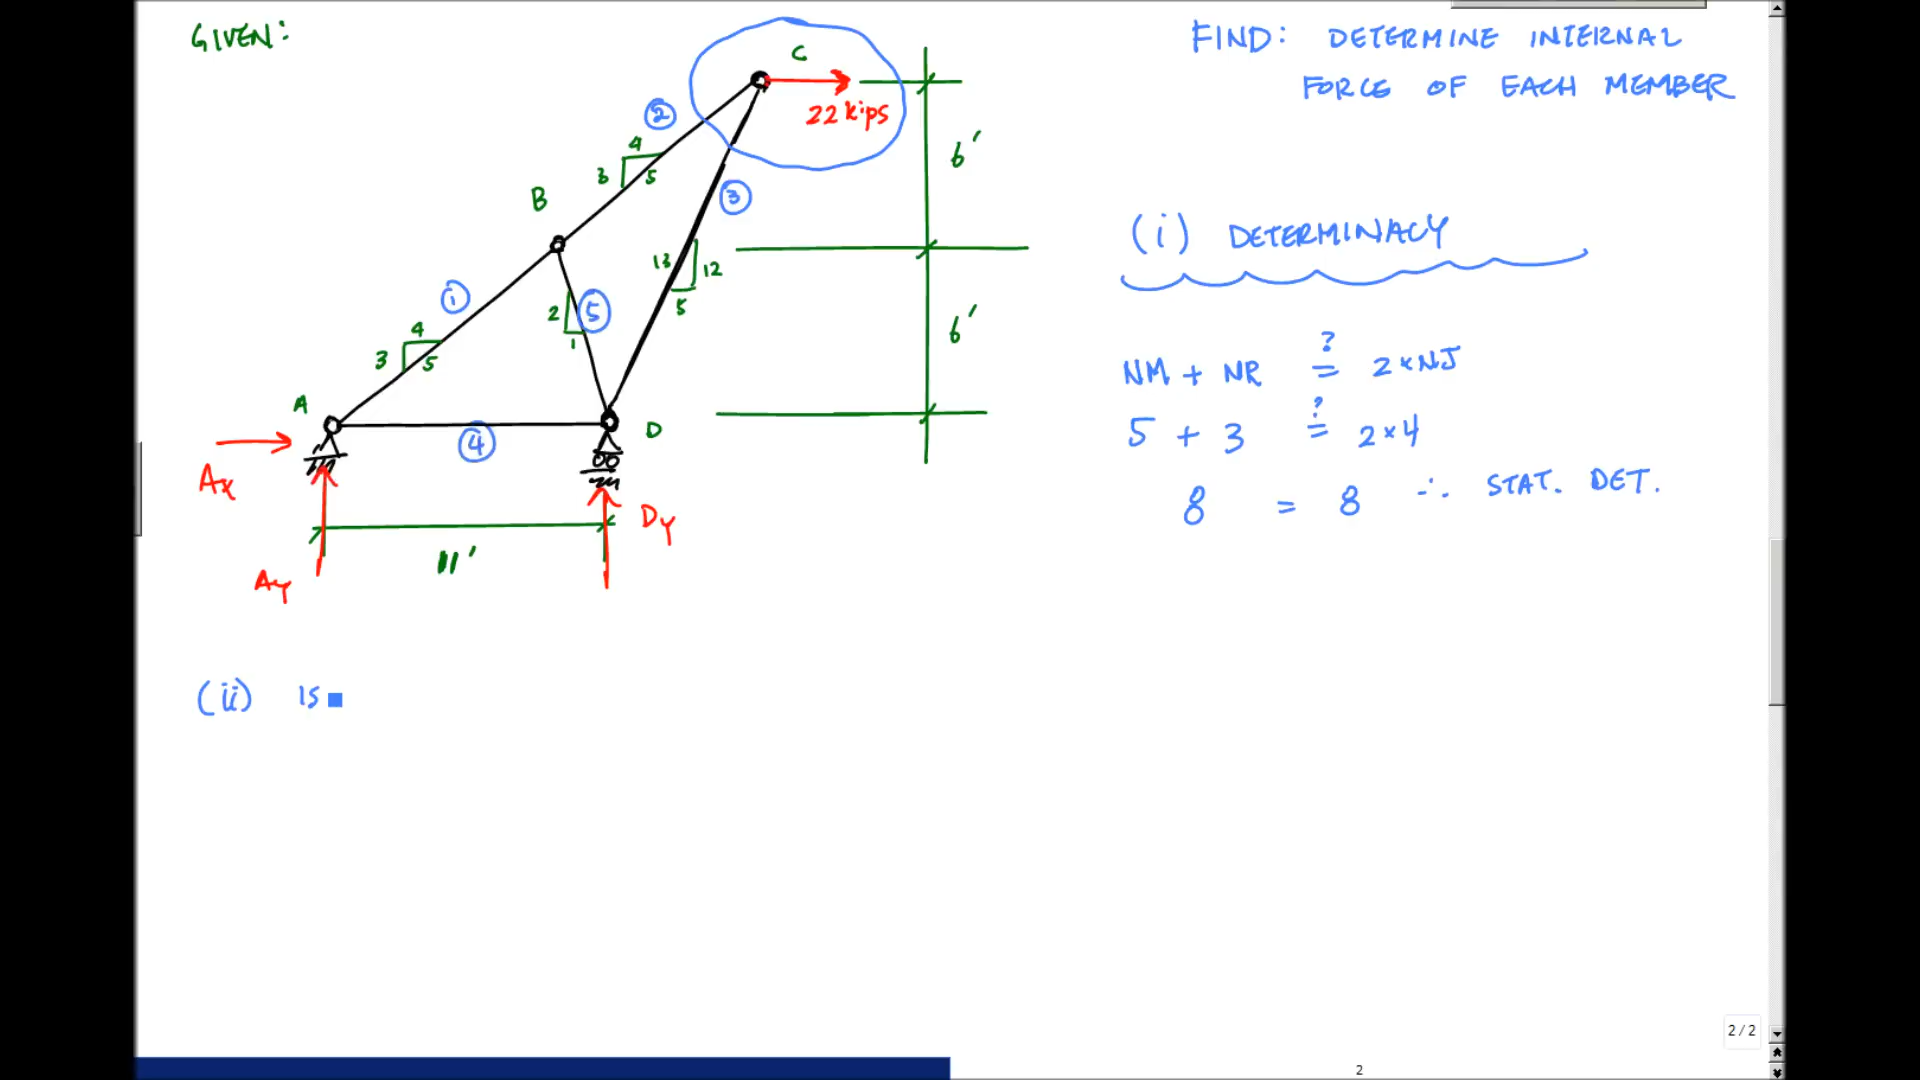 GIVEN:
C
22 kips
2
4
3
5
B
3
13
12
5
6'
6'
1
4
3
5
2
5
1
A
4
D
Ax
Ay
Dy
11'
FIND: DETERMINE INTERNAL
FORCE OF EACH MEMBER
(i) DETERMINACY
NM + NR ?= 2×NJ
5 + 3 ?= 2×4
8 = 8 ∴ STAT. DET.
(ii) IS
2 / 2
2